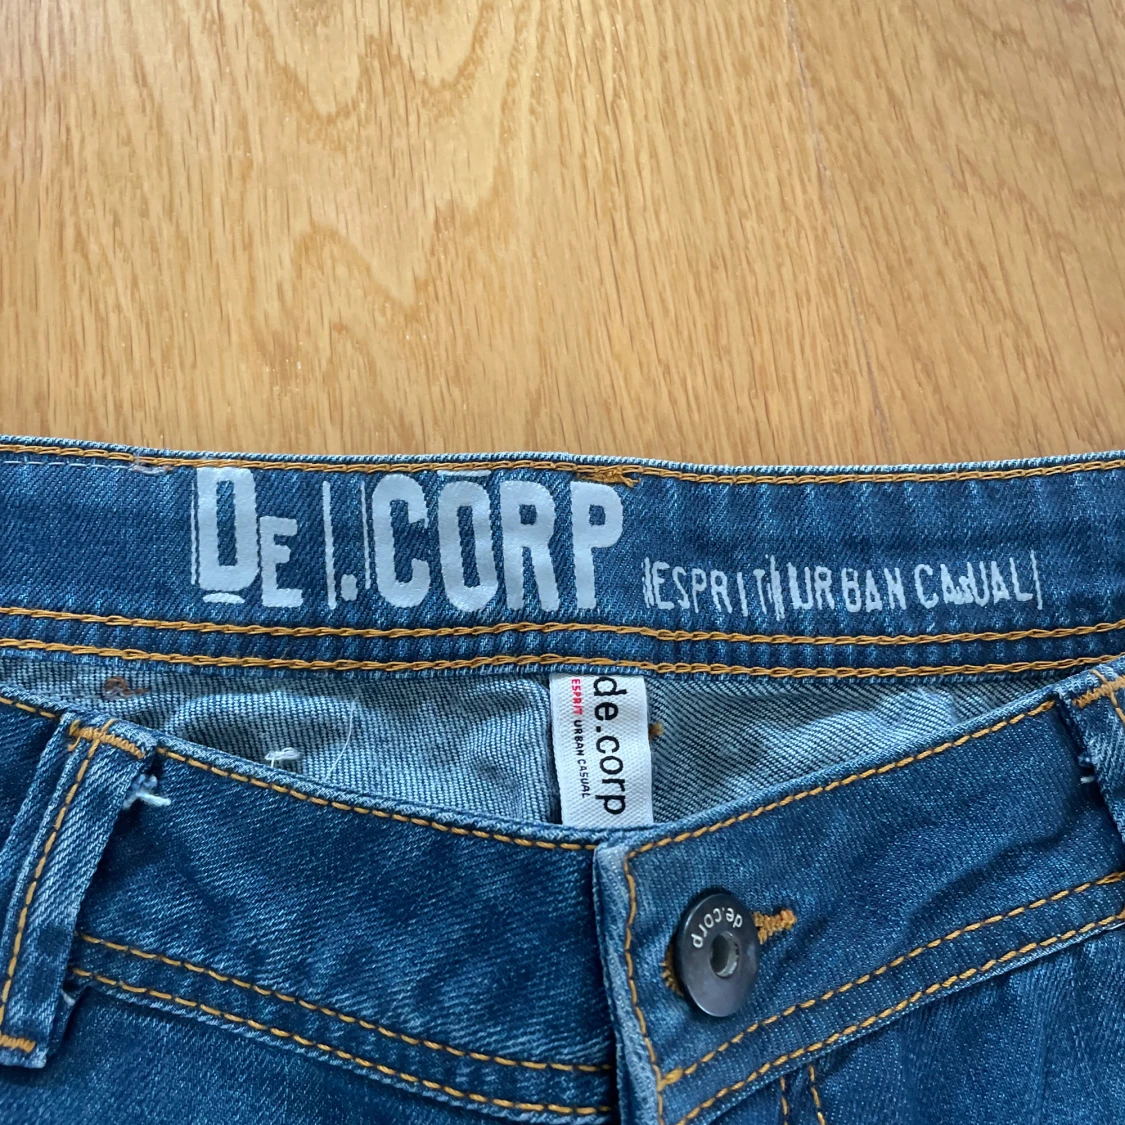 DE.CORP |ESPRIT|URBAN CASUAL|
de.corp
ESPRIT URBAN CASUAL
de.corp